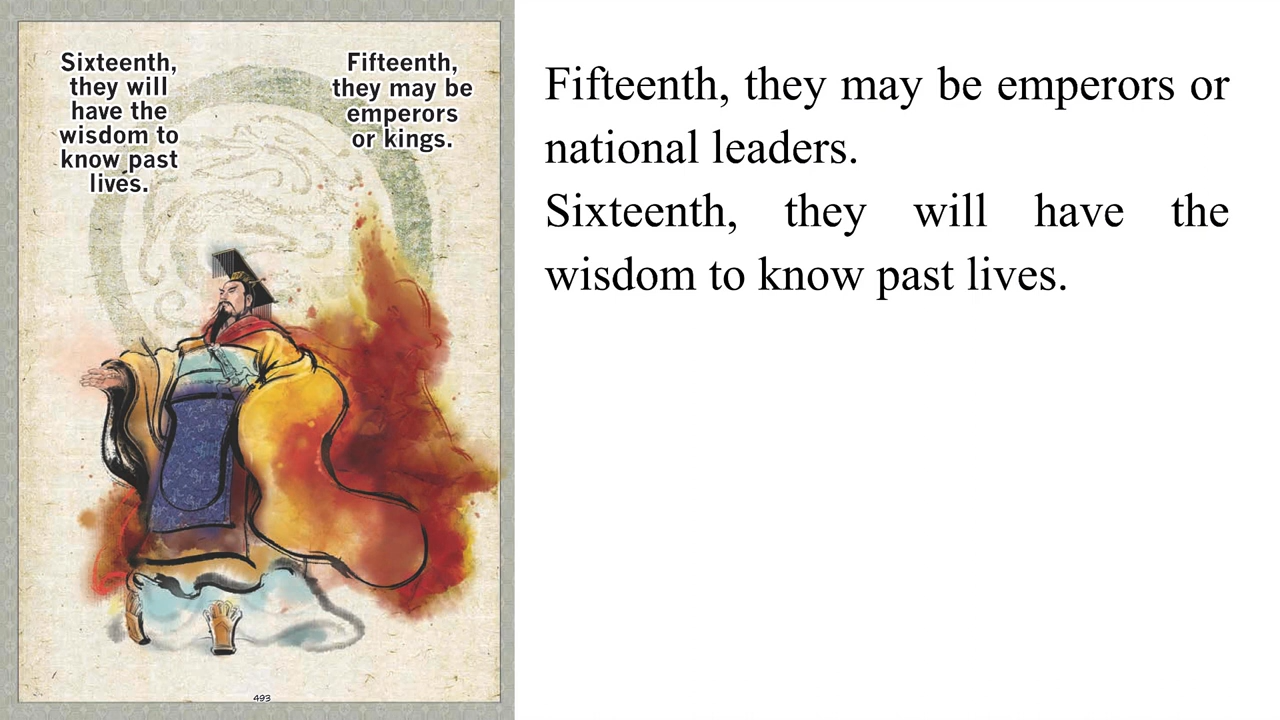 Sixteenth,
they will
have the
wisdom to
know past
lives.
Fifteenth,
they may be
emperors
or kings.
493
Fifteenth, they may be emperors or
national leaders.
Sixteenth, they will have the
wisdom to know past lives.